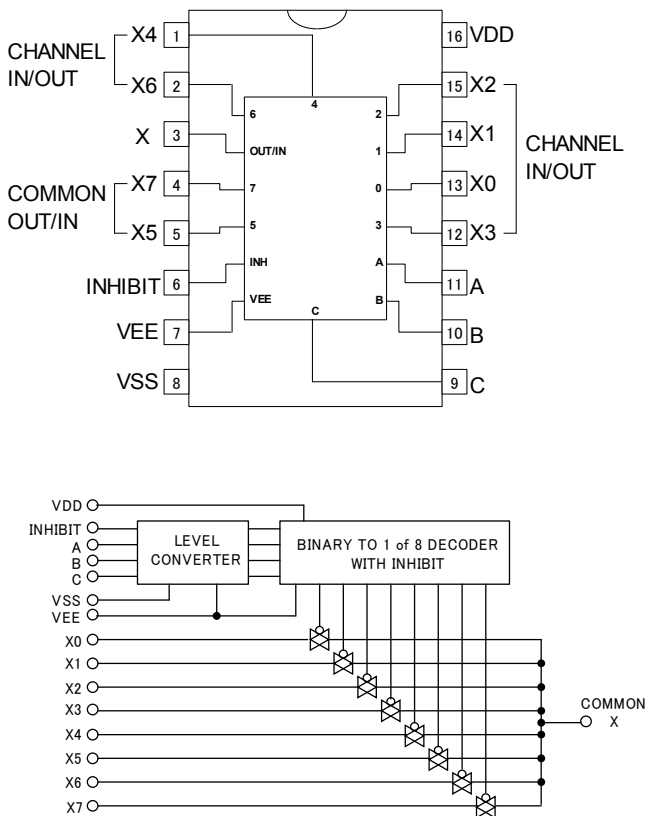 CHANNEL
IN/OUT
X4 1
X6 2
X 3
COMMON
OUT/IN
X7 4
X5 5
INHIBIT 6
VEE 7
VSS 8
4
6
OUT/IN
7
5
INH
VEE
C
2
1
0
3
A
B
16 VDD
15 X2
14 X1
13 X0
12 X3
CHANNEL
IN/OUT
11 A
10 B
9 C
VDD
INHIBIT
A
B
C
VSS
VEE
LEVEL
CONVERTER
BINARY TO 1 of 8 DECODER
WITH INHIBIT
X0
X1
X2
X3
X4
X5
X6
X7
COMMON
X